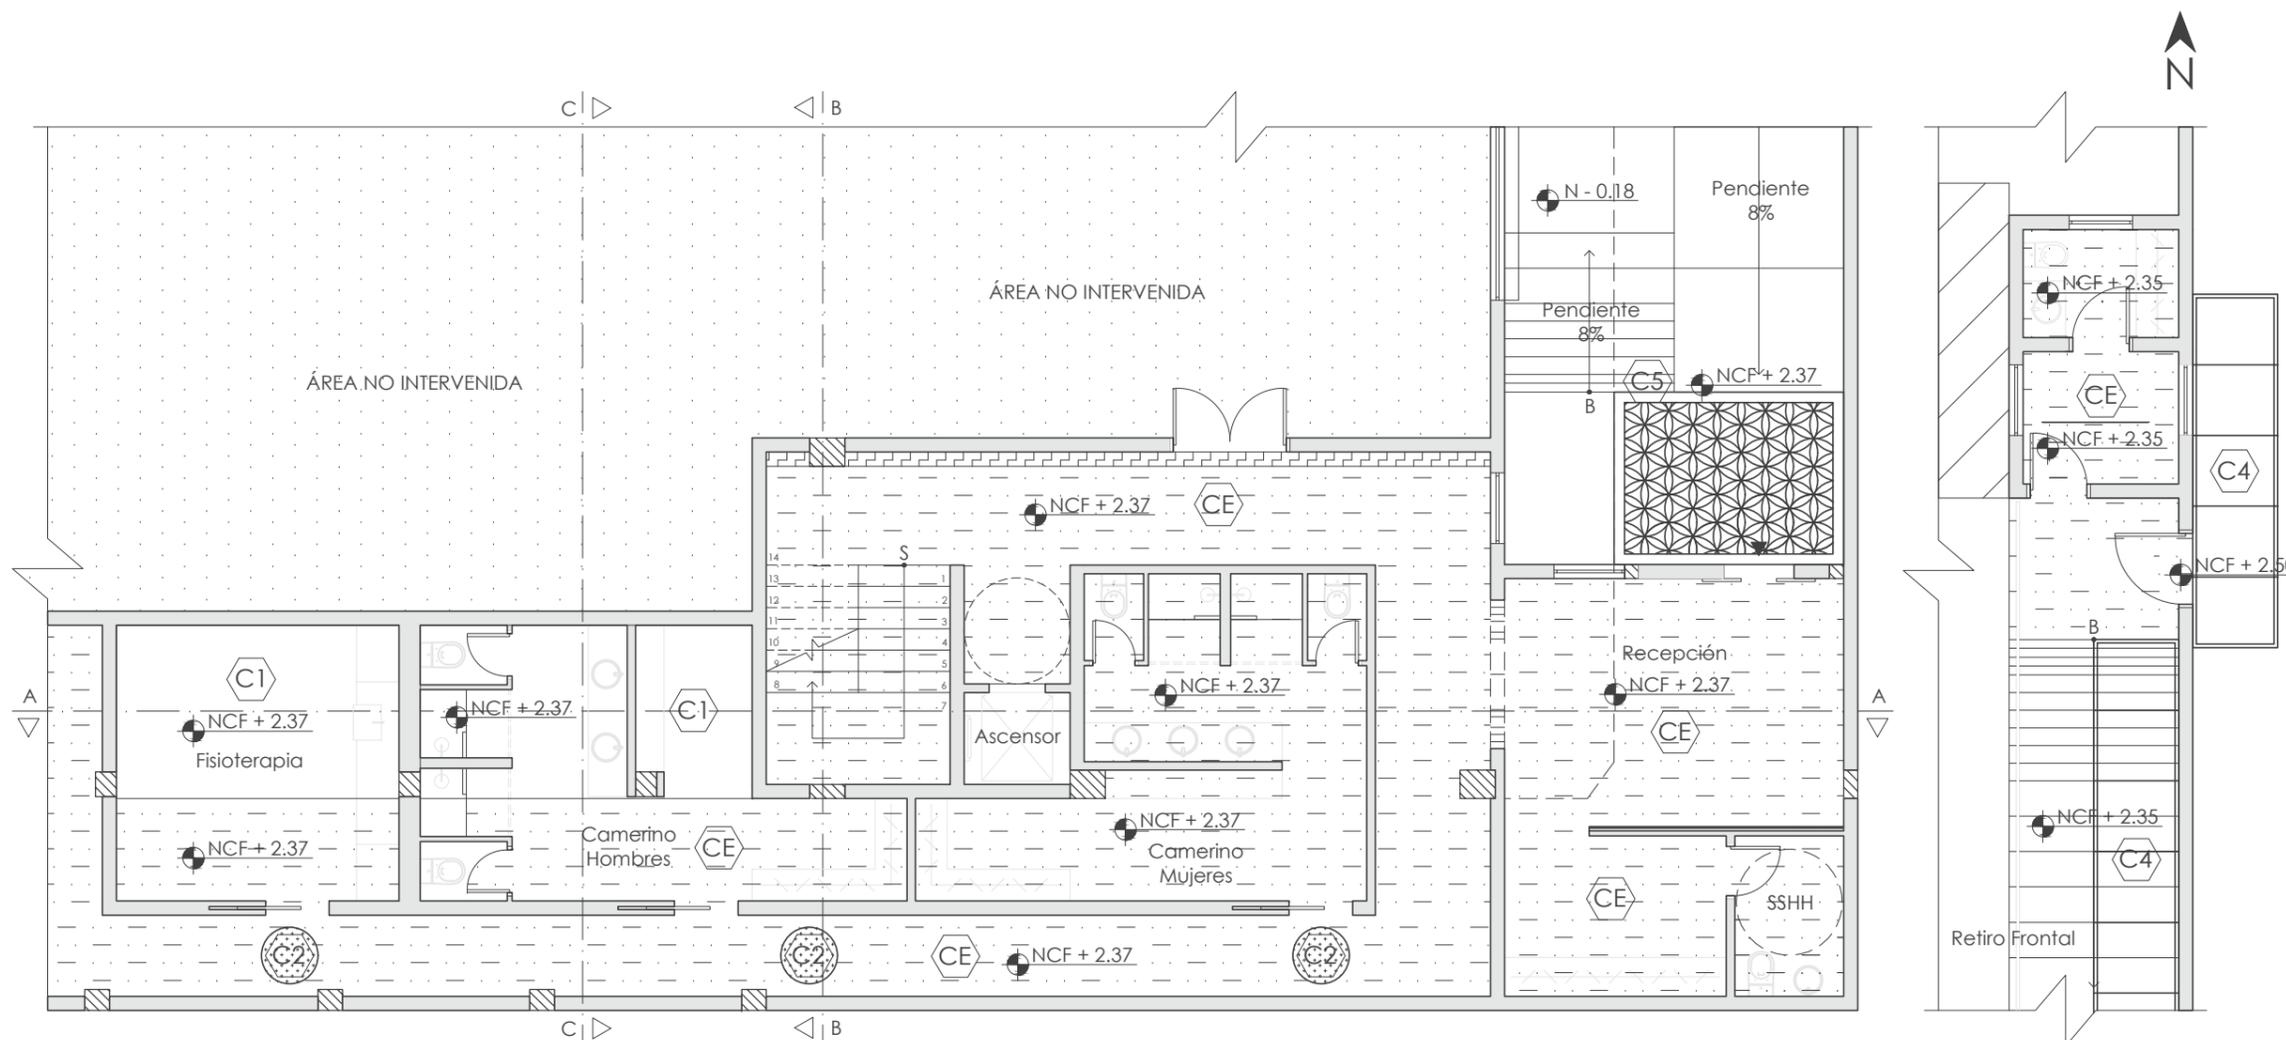 N
C
B
N - 0.18
Pendiente
8%
ÁREA NO INTERVENIDA
NCF + 2.35
Pendiente
8%
ÁREA NO INTERVENIDA
C5
NCF + 2.37
B
CE
NCF + 2.35
C4
CE
NCF + 2.37
S
14
13
12
11
10
9
8
1
2
3
4
5
6
7
NCF + 2.5
B
C1
NCF + 2.37
Fisioterapia
NCF + 2.37
NCF + 2.37
C1
Ascensor
NCF + 2.37
Recepción
NCF + 2.37
CE
A
A
Camerino
Hombres
CE
NCF + 2.37
Camerino
Mujeres
CE
SSHH
NCF + 2.35
C4
Retiro Frontal
C2
C2
CE
NCF + 2.37
C2
C
B